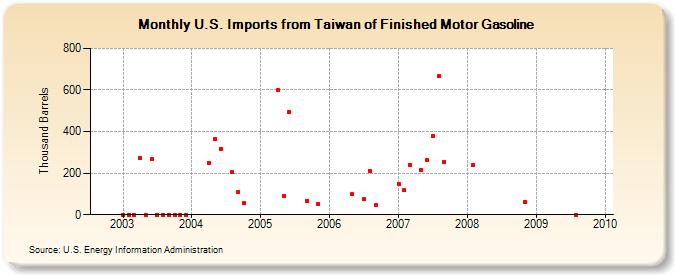 Monthly U.S. Imports from Taiwan of Finished Motor Gasoline
Thousand Barrels
800
600
400
200
0
2003 2004 2005 2006 2007 2008 2009 2010
Source: U.S. Energy Information Administration